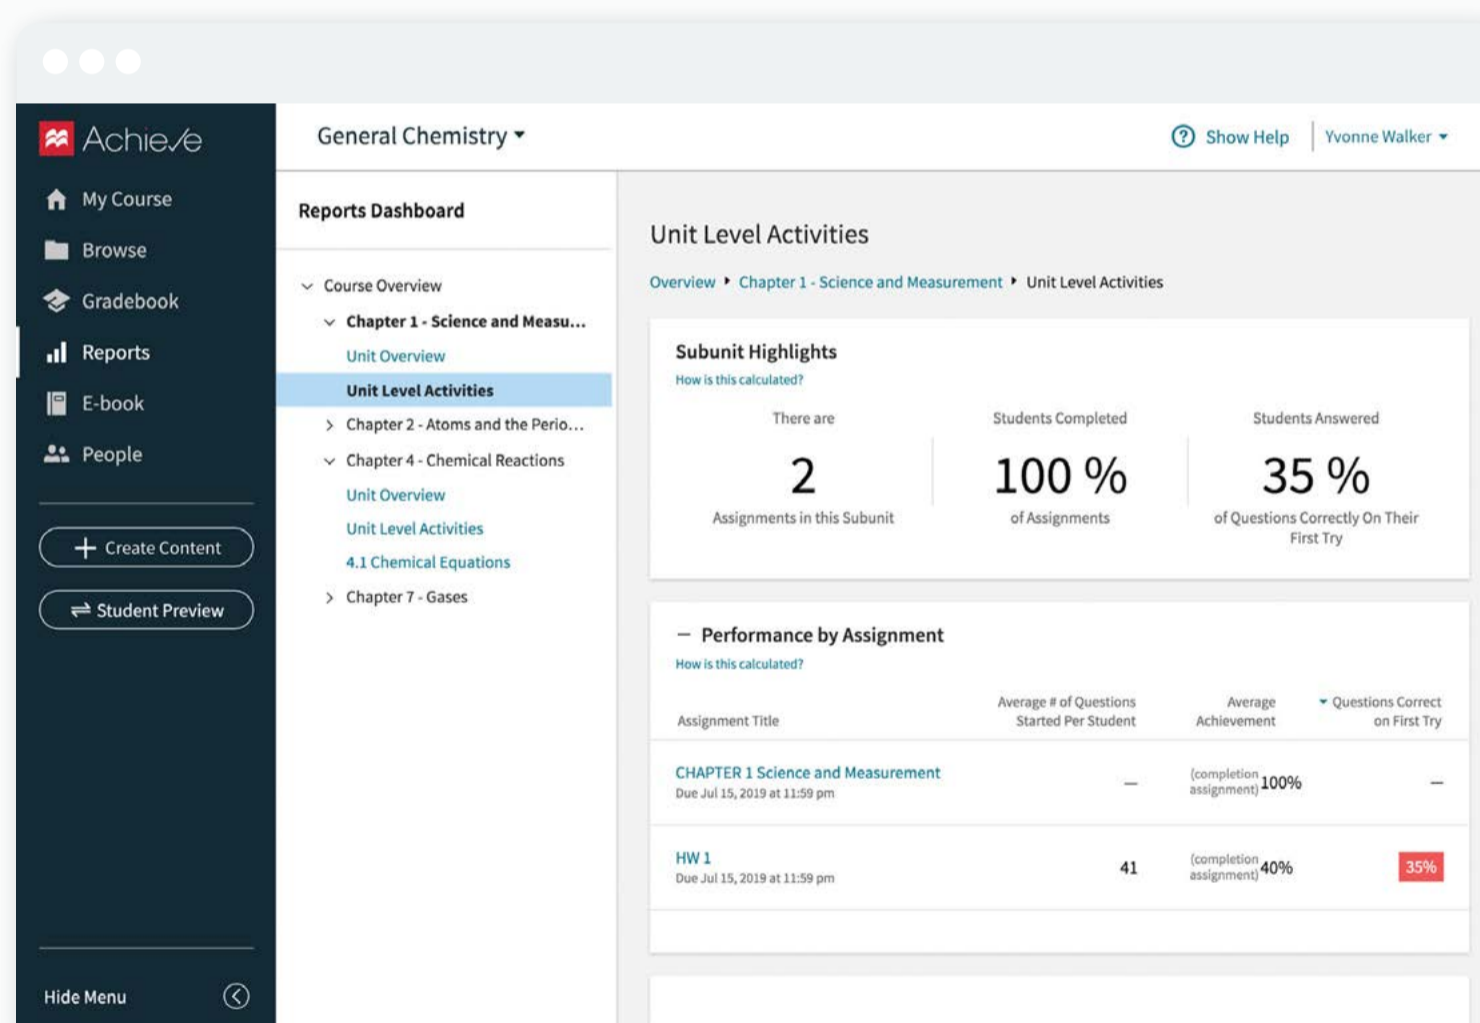 Achieve
My Course
Browse
Gradebook
Reports
E-book
People
Create Content
Student Preview
Hide Menu
General Chemistry
Show Help
Yvonne Walker
Reports Dashboard
Course Overview
Chapter 1 - Science and Measu...
Unit Overview
Unit Level Activities
Chapter 2 - Atoms and the Perio...
Chapter 4 - Chemical Reactions
Unit Overview
Unit Level Activities
4.1 Chemical Equations
Chapter 7 - Gases
Unit Level Activities
Overview ‣ Chapter 1 - Science and Measurement ‣ Unit Level Activities
Subunit Highlights
How is this calculated?
There are
2
Assignments in this Subunit
Students Completed
100 %
of Assignments
Students Answered
35 %
of Questions Correctly On Their
First Try
— Performance by Assignment
How is this calculated?
Assignment Title
Average # of Questions
Started Per Student
Average
Achievement
Questions Correct
on First Try
CHAPTER 1 Science and Measurement
Due Jul 15, 2019 at 11:59 pm
—
(completion
assignment) 100%
—
HW 1
Due Jul 15, 2019 at 11:59 pm
41
(completion
assignment) 40%
35%